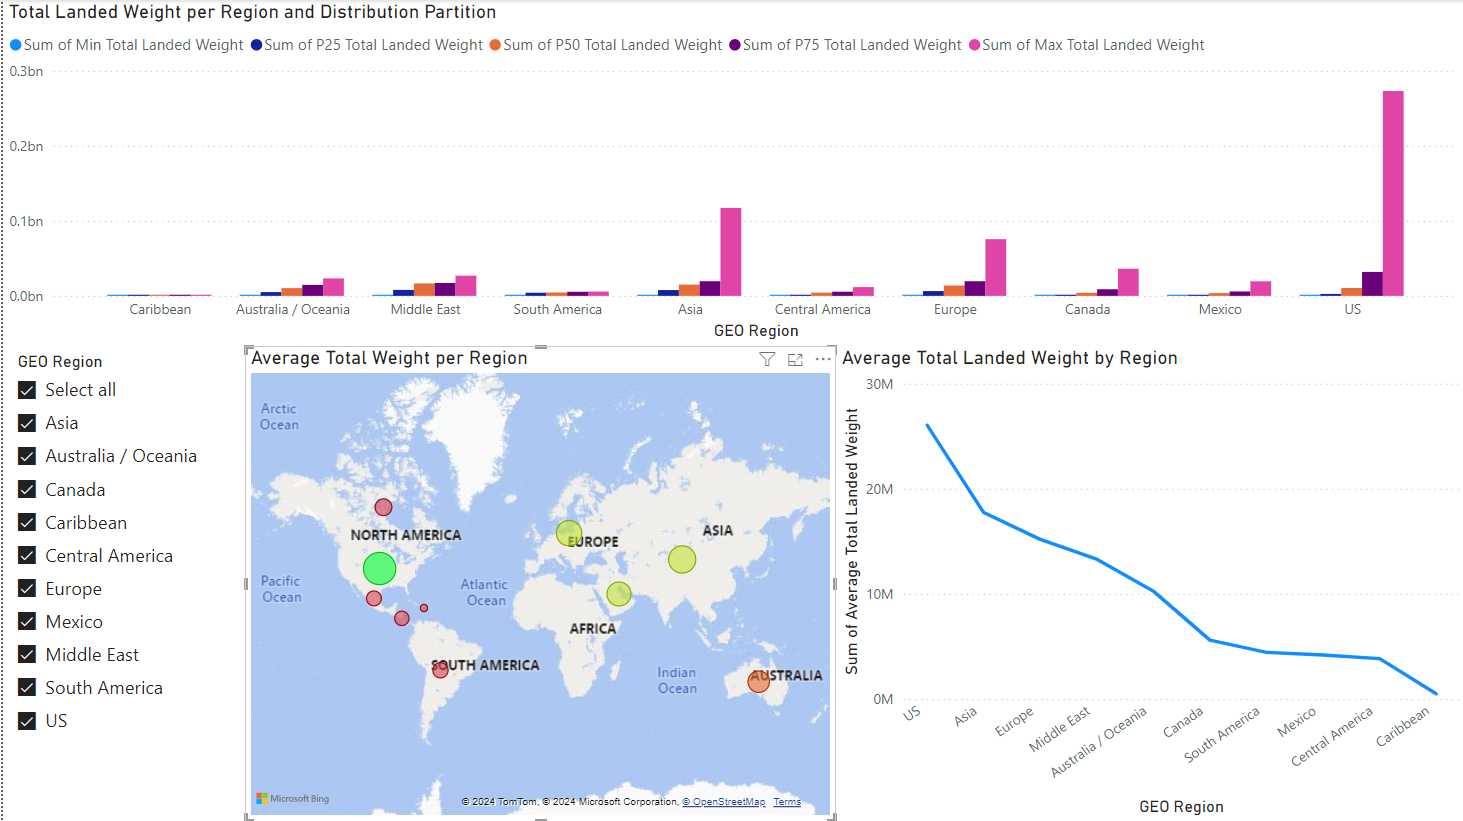 Total Landed Weight per Region and Distribution Partition
Sum of Min Total Landed Weight Sum of P25 Total Landed Weight Sum of P50 Total Landed Weight Sum of P75 Total Landed Weight Sum of Max Total Landed Weight
0.3bn
0.2bn
0.1bn
0.0bn
Caribbean Australia / Oceania Middle East South America Asia Central America Europe Canada Mexico US
GEO Region
GEO Region
Select all
Asia
Australia / Oceania
Canada
Caribbean
Central America
Europe
Mexico
Middle East
South America
US
Average Total Weight per Region
Arctic
Ocean
NORTH AMERICA
EUROPE
ASIA
Pacific
Ocean
Atlantic
Ocean
AFRICA
SOUTH AMERICA
Indian
Ocean
AUSTRALIA
Microsoft Bing
© 2024 TomTom, © 2024 Microsoft Corporation, © OpenStreetMap Terms
Average Total Landed Weight by Region
Sum of Average Total Landed Weight
30M
20M
10M
0M
US
Asia
Europe
Middle East
Australia / Oceania
Canada
South America
Mexico
Central America
Caribbean
GEO Region